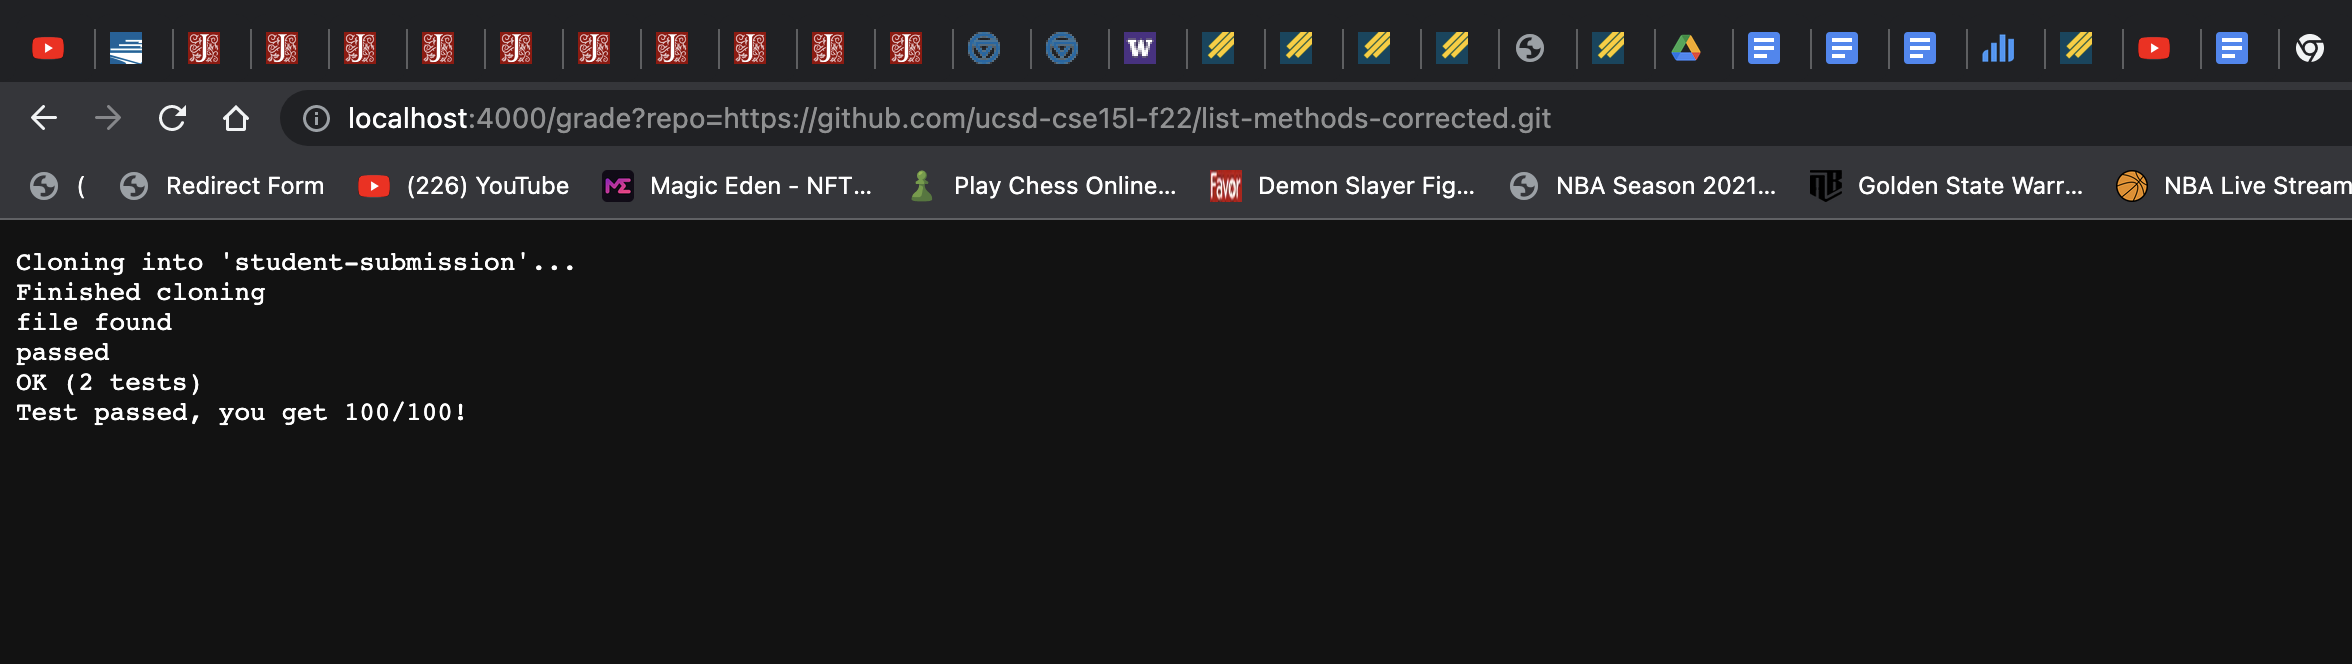 localhost:4000/grade?repo=https://github.com/ucsd-cse15l-f22/list-methods-corrected.git
( Redirect Form (226) YouTube Magic Eden - NFT... Play Chess Online... Favor Demon Slayer Fig... NBA Season 2021... Golden State Warr... NBA Live Stream
Cloning into 'student-submission'...
Finished cloning
file found
passed
OK (2 tests)
Test passed, you get 100/100!